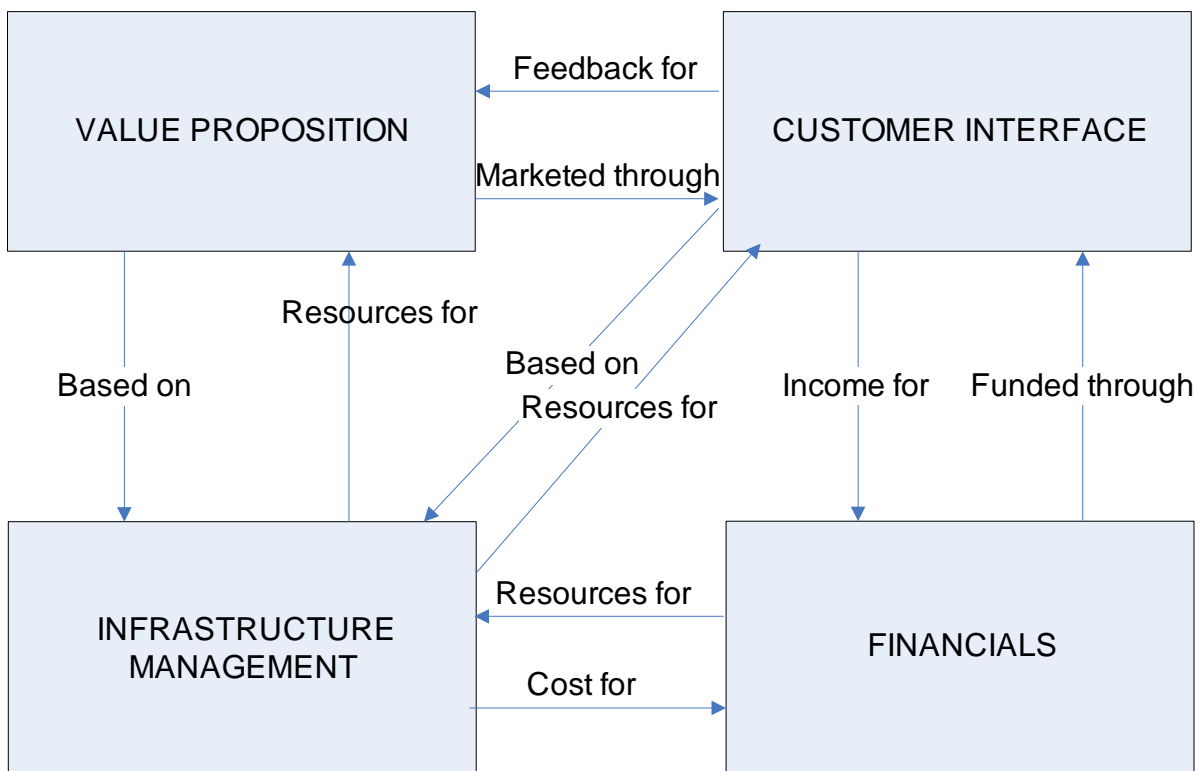 Feedback for
VALUE PROPOSITION
CUSTOMER INTERFACE
Marketed through
Resources for
Based on
Based on
Resources for
Income for
Funded through
Resources for
INFRASTRUCTURE
MANAGEMENT
FINANCIALS
Cost for